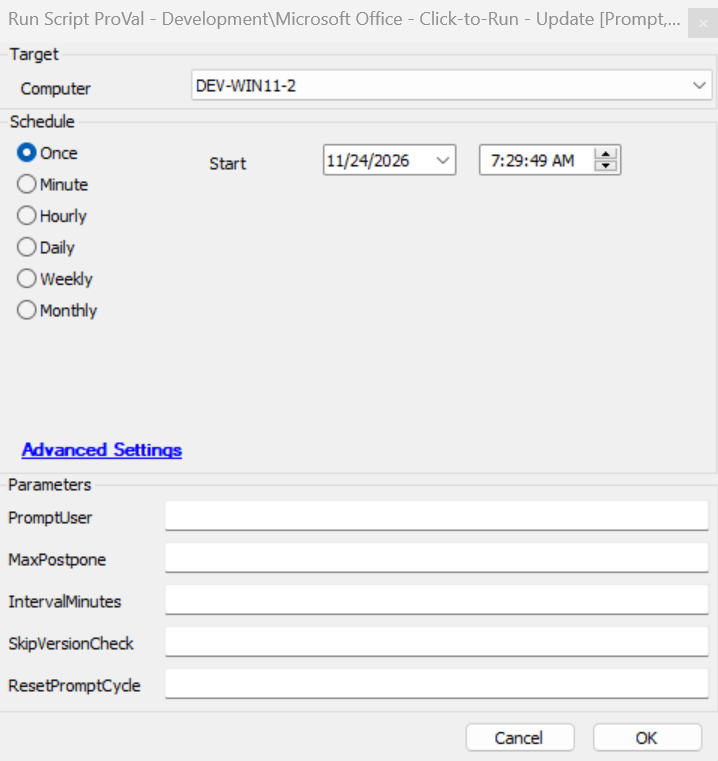 Run Script ProVal - Development\Microsoft Office - Click-to-Run - Update [Prompt,...
Target
Computer DEV-WIN11-2
Schedule
Once Start 11/24/2026 7:29:49 AM
Minute
Hourly
Daily
Weekly
Monthly
Advanced Settings
Parameters
PromptUser
MaxPostpone
IntervalMinutes
SkipVersionCheck
ResetPromptCycle
Cancel OK